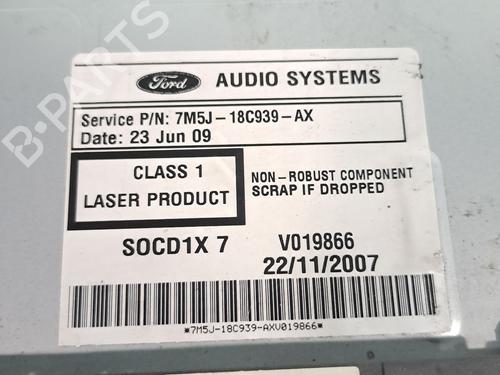 Ford AUDIO SYSTEMS
Service P/N: 7M5J-18C939-AX
Date: 23 Jun 09
CLASS 1
LASER PRODUCT
NON-ROBUST COMPONENT
SCRAP IF DROPPED
SOCD1X 7 V019866
22/11/2007
*7M5J-18C939-AXV019866*
B-PARTS